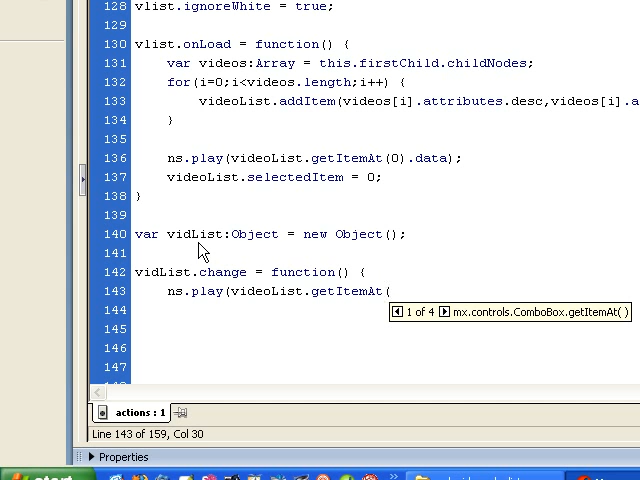 128 vlist.ignoreWhite = true;
129
130 vlist.onLoad = function() {
131 var videos:Array = this.firstChild.childNodes;
132 for(i=0;i<videos.length;i++) {
133 videoList.addItem(videos[i].attributes.desc,videos[i].a
134 }
135
136 ns.play(videoList.getItemAt(0).data);
137 videoList.selectedItem = 0;
138 }
139
140 var vidList:Object = new Object();
141
142 vidList.change = function() {
143 ns.play(videoList.getItemAt(
144 1 of 4 mx.controls.ComboBox.getItemAt( )
145
146
147
actions : 1
Line 143 of 159, Col 30
Properties